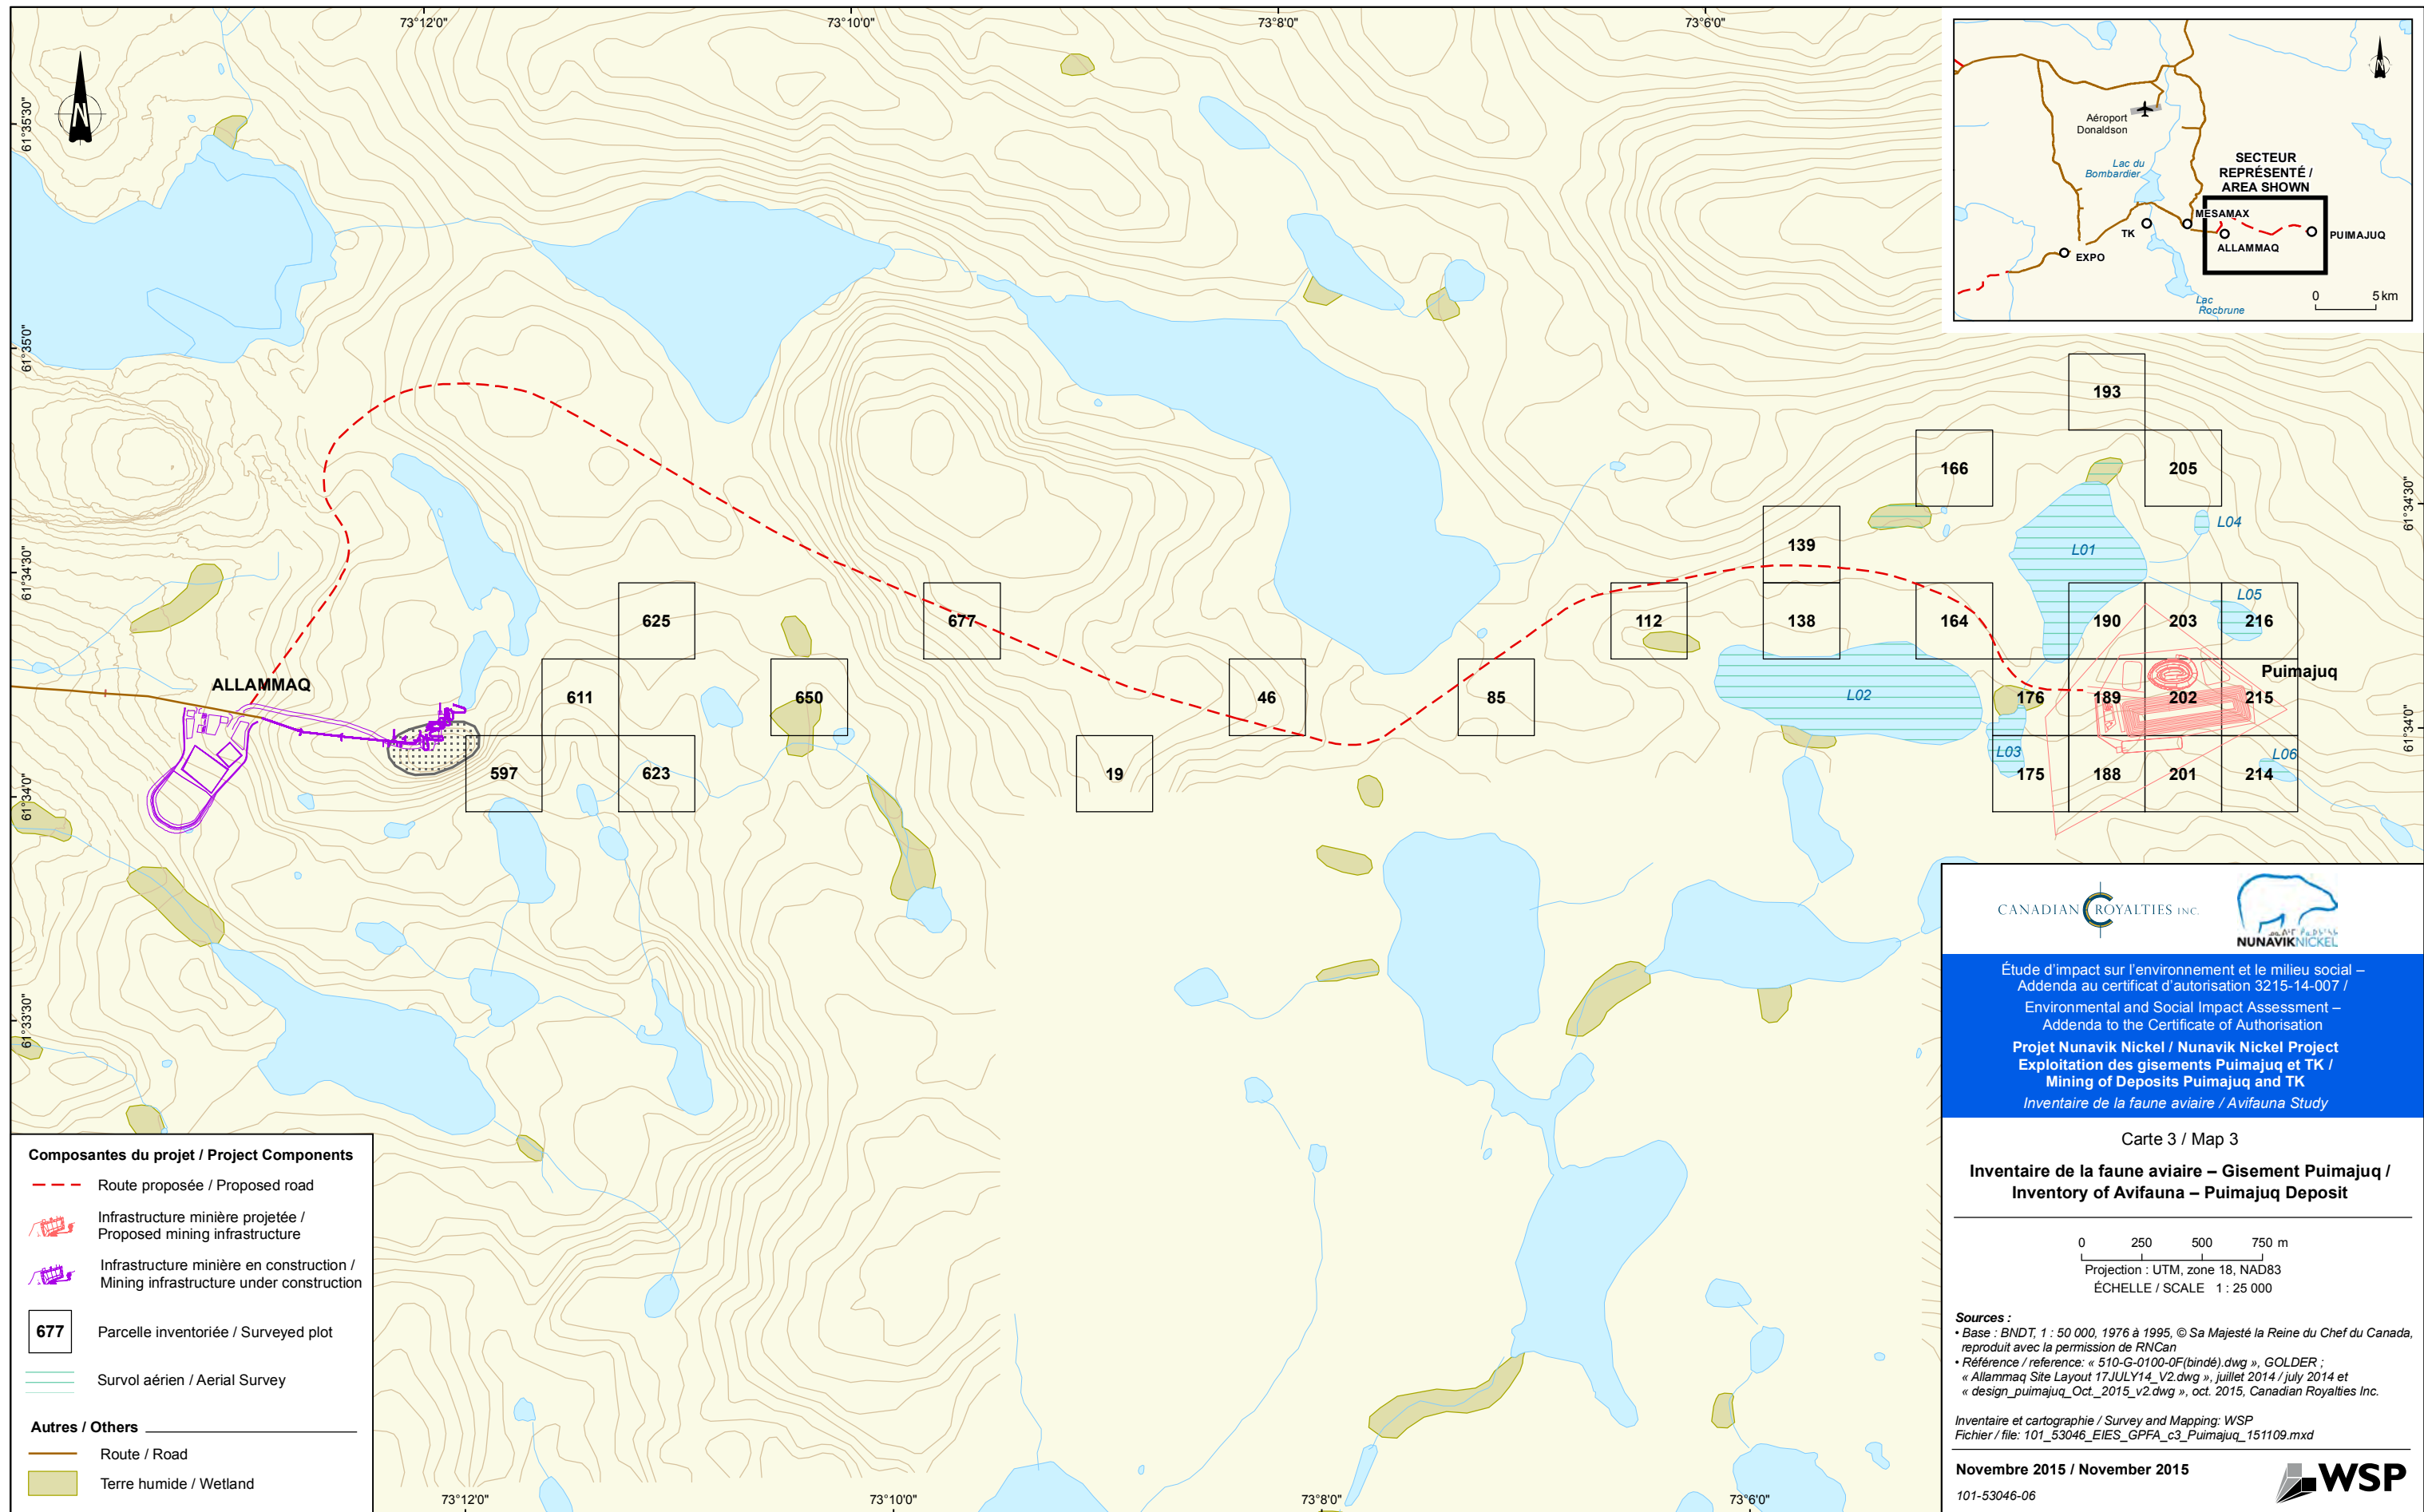 73°12'0"
73°10'0"
73°8'0"
73°6'0"
61°35'30"
61°35'0"
61°34'30"
61°34'0"
61°33'30"
61°34'30"
61°34'0"
73°12'0"
73°10'0"
73°8'0"
73°6'0"
N
Aéroport
Donaldson
Lac du
Bombardier
SECTEUR
REPRÉSENTÉ /
AREA SHOWN
MESAMAX
TK
ALLAMMAQ
PUIMAJUQ
EXPO
Lac
Rocbrune
0 5 km
193
166
205
L04
139
L01
L05
625
677
112
138
164
190
203
216
ALLAMMAQ
Puimajuq
611
650
46
85
L02
176
189
202
215
L03
L06
597
623
19
175
188
201
214
CANADIAN ROYALTIES INC.
NUNAVIKNICKEL
Étude d'impact sur l'environnement et le milieu social –
Addenda au certificat d'autorisation 3215-14-007 /
Environmental and Social Impact Assessment –
Addenda to the Certificate of Authorisation
Projet Nunavik Nickel / Nunavik Nickel Project
Exploitation des gisements Puimajuq et TK /
Mining of Deposits Puimajuq and TK
Inventaire de la faune aviaire / Avifauna Study
Carte 3 / Map 3
Inventaire de la faune aviaire – Gisement Puimajuq /
Inventory of Avifauna – Puimajuq Deposit
0 250 500 750 m
Projection : UTM, zone 18, NAD83
ÉCHELLE / SCALE 1 : 25 000
Sources :
• Base : BNDT, 1 : 50 000, 1976 à 1995, © Sa Majesté la Reine du Chef du Canada,
reproduit avec la permission de RNCan
• Référence / reference: « 510-G-0100-0F(bindé).dwg », GOLDER ;
« Allammaq Site Layout 17JULY14_V2.dwg », juillet 2014 / july 2014 et
« design_puimajuq_Oct._2015_v2.dwg », oct. 2015, Canadian Royalties Inc.
Inventaire et cartographie / Survey and Mapping: WSP
Fichier / file: 101_53046_EIES_GPFA_c3_Puimajuq_151109.mxd
Novembre 2015 / November 2015
101-53046-06
WSP
Composantes du projet / Project Components
Route proposée / Proposed road
Infrastructure minière projetée /
Proposed mining infrastructure
Infrastructure minière en construction /
Mining infrastructure under construction
677
Parcelle inventoriée / Surveyed plot
Survol aérien / Aerial Survey
Autres / Others
Route / Road
Terre humide / Wetland